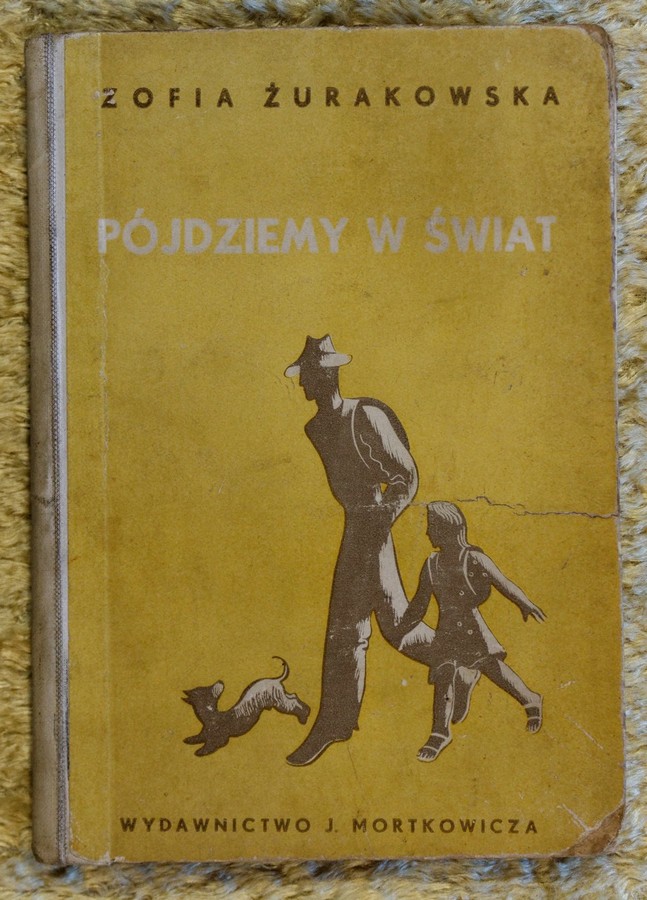 ZOFIA ŻURAKOWSKA
PÓJDZIEMY W ŚWIAT
WYDAWNICTWO J. MORTKOWICZA